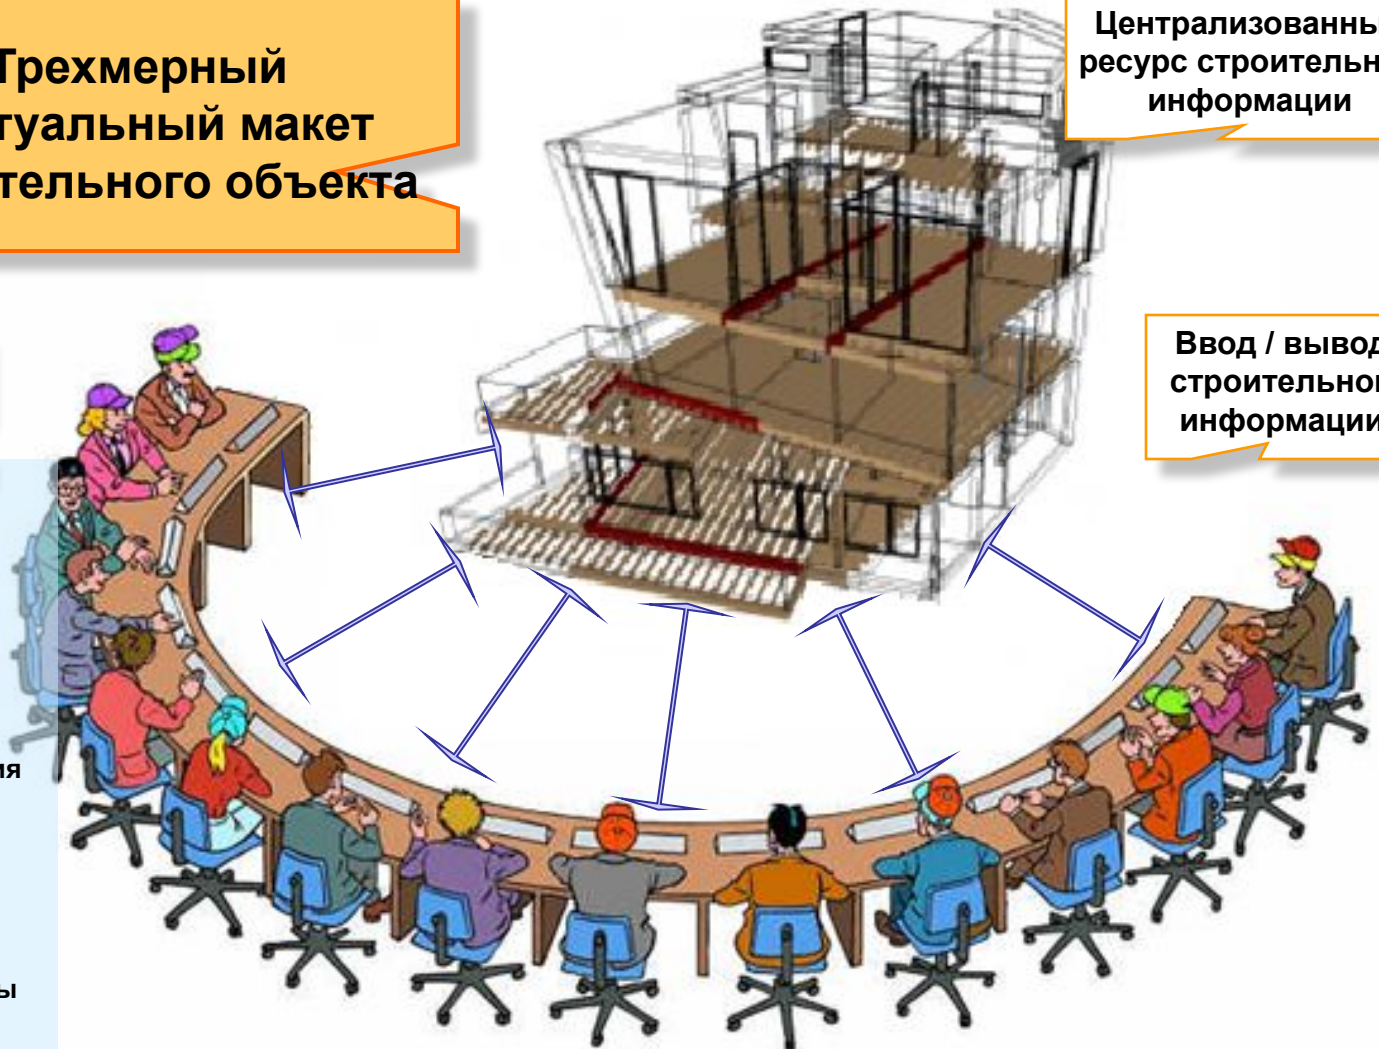 Трехмерный
туальный макет
тельного объекта
Централизованны
ресурс строительн
информации
Ввод / вывод
строительно
информации
ия
ы